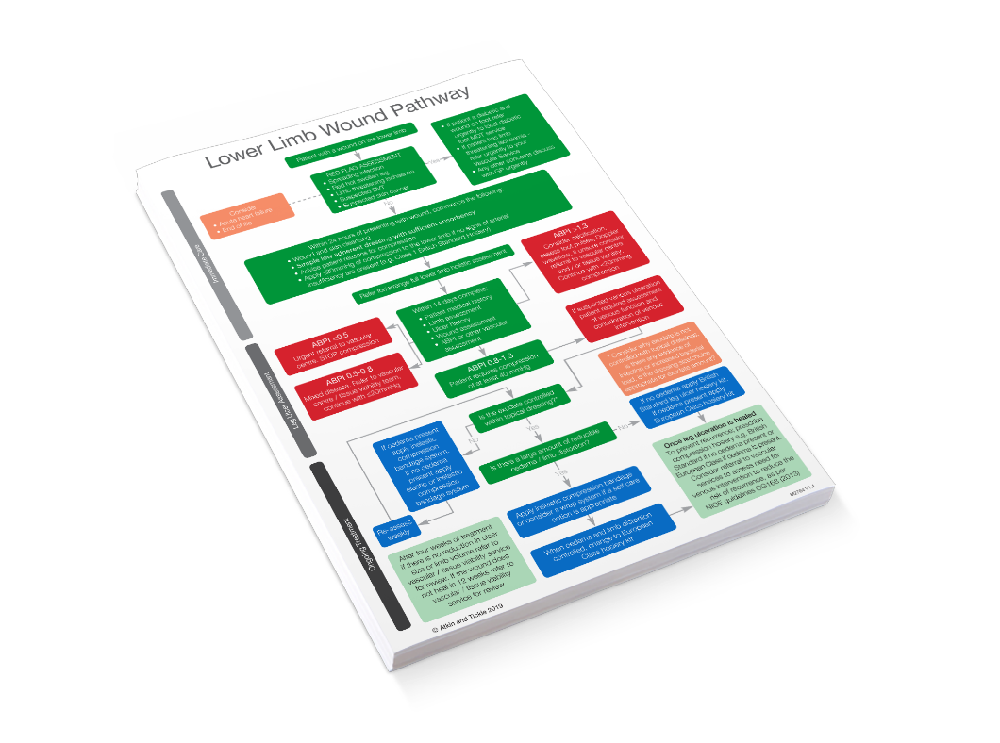 Lower Limb Wound Pathway
Patient with a wound on the lower limb
RED FLAG ASSESSMENT
• Spreading infection
• Red hot swollen leg
• Limb threatening ischaemia
• Suspected DVT
• Suspected skin cancer
Yes
• If patient is diabetic and
wound on foot refer
urgently to local diabetic
foot MDT service
• If patient has limb
threatening ischaemia -
refer urgently to your
Vascular Service
• Any other concerns discuss
with GP urgently
Consider:
• Acute heart failure
• End of life
No
Immediate Care
Within 24 hours of presenting with wound, commence the following:
• Wound and skin cleansing
• Simple low adherent dressing with sufficient absorbency
• Advise patient reasons for compression
• Apply ≤20mmHg of compression to the lower limb if no signs of arterial
insufficiency are present (e.g. Class 1 British Standard Hosiery)
Refer for/arrange full lower limb holistic assessment
ABPI >1.3
Consider calcification,
assess foot pulses, Doppler
waveform. If unsure consider
referral to vascular centre
and / or tissue viability.
Continue with <20mmHg
compression
Leg Ulcer Assessment
Within 14 days complete:
• Patient medical history
• Limb assessment
• Ulcer history
• Wound assessment
• ABPI or other vascular
assessment
If suspected venous ulceration
patient required assessment
of venous function and
consideration of venous
intervention
ABPI <0.5
Urgent referral to vascular
centre, STOP compression
ABPI 0.5-0.8
Mixed disease. Refer to vascular
centre / tissue viability team,
continue with ≤20mmHg
ABPI 0.8-1.3
Patient requires compression
of at least 40 mmHg
* Consider why exudate is not
controlled with topical dressings,
is there any evidence of
infection or increased bacterial
load, is the dressing size/choice
appropriate for exudate amount?
Ongoing Treatment
Is the exudate controlled
within topical dressing?*
Yes
No
Is there a large amount of reducible
oedema / limb distortion?
No
Yes
If no oedema apply British
Standard leg ulcer hosiery kit.
If oedema present apply
European Class hosiery kit
If oedema present
apply inelastic
compression
bandage system.
If no oedema
present apply
elastic or inelastic
compression
bandage system
Once leg ulceration is healed
To prevent recurrence, prescribe
compression hosiery e.g. British
Standard if no oedema present or
European Class if oedema is present.
Consider referral to vascular
services to assess need for
venous intervention to reduce the
risk of recurrence, as per
NICE guidelines CG168 (2013)
Apply inelastic compression bandage
or consider a wrap system if a self care
option is appropriate
Re-assess
weekly
When oedema and limb distortion
controlled, change to European
Class hosiery kit
After four weeks of treatment
if there is no reduction in ulcer
size or limb volume refer to
vascular / tissue viability service
for review. If the wound does
not heal in 12 weeks refer to
vascular / tissue viability
service for review
© Atkin and Tickle 2019
M2784 V1.1